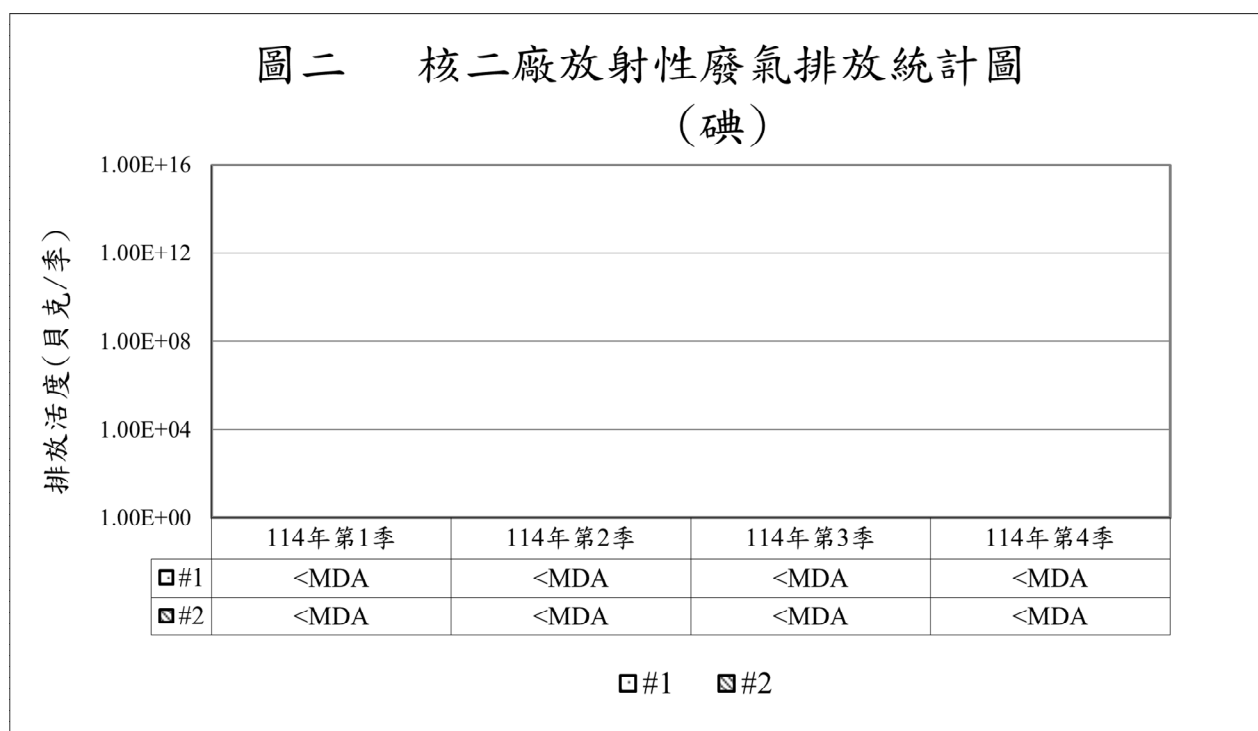 圖二 核二廠放射性廢氣排放統計圖
(碘)
排放活度(貝克/季)
1.00E+16
1.00E+12
1.00E+08
1.00E+04
1.00E+00
114年第1季 114年第2季 114年第3季 114年第4季
#1 <MDA <MDA <MDA <MDA
#2 <MDA <MDA <MDA <MDA
#1 #2